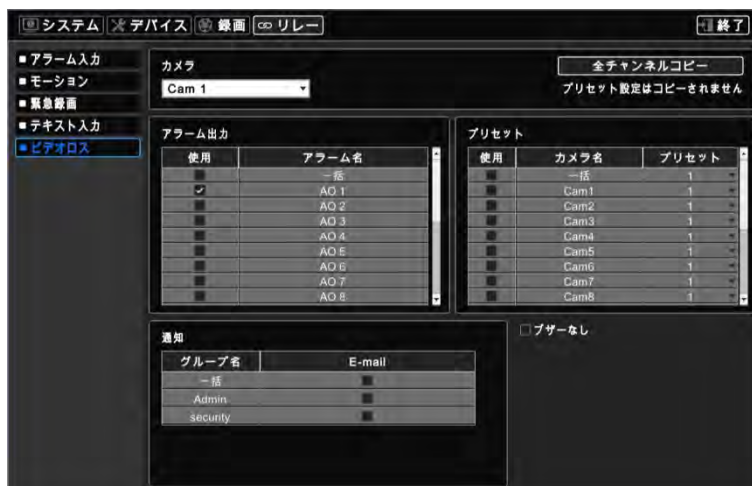 システム デバイス 録画 リレー 終了
アラーム入力
モーション
緊急録画
テキスト入力
ビデオロス
カメラ
Cam 1
全チャンネルコピー
プリセット設定はコピーされません
アラーム出力
使用 アラーム名
一括
AO 1
AO 2
AO 3
AO 4
AO 5
AO 6
AO 7
AO 8
プリセット
使用 カメラ名 プリセット
一括 1
Cam1 1
Cam2 1
Cam3 1
Cam4 1
Cam5 1
Cam6 1
Cam7 1
Cam8 1
通知
グループ名 E-mail
一括
Admin
security
ブザーなし